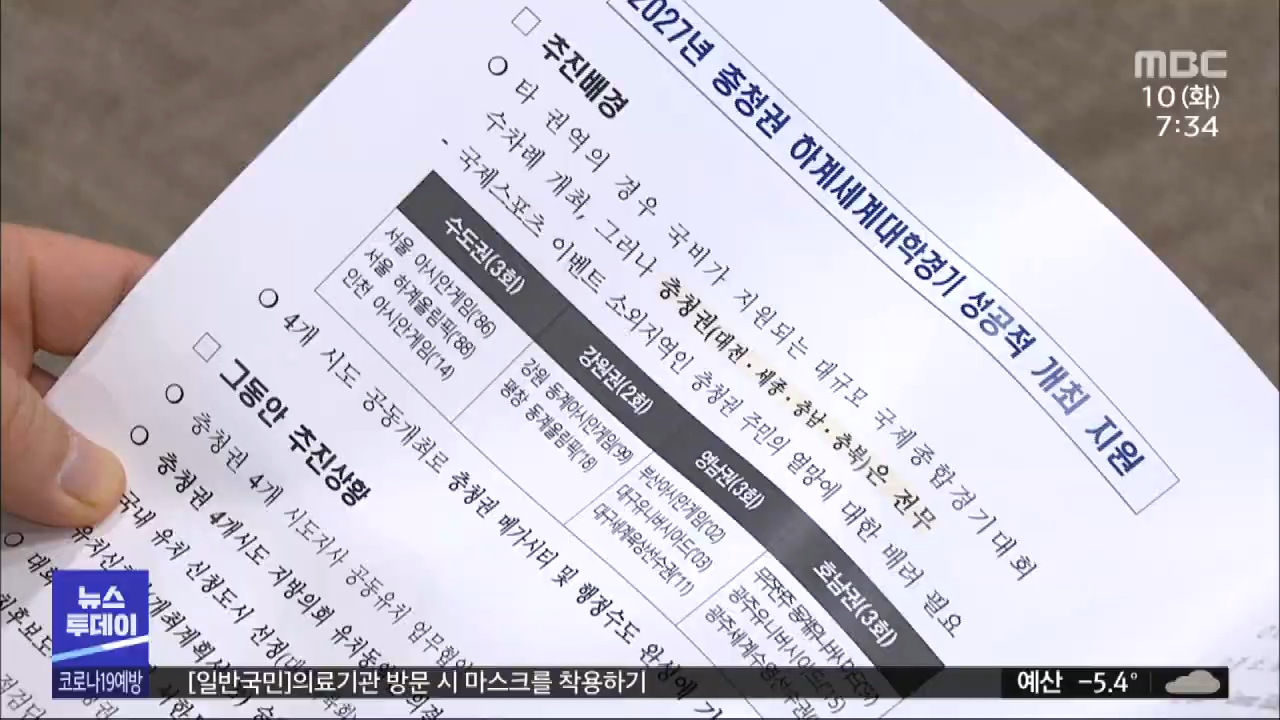 2027년 충청권 하계세계대학경기 성공적 개최 지원
□ 추진배경
○ 타 권역의 경우 국비가 지원되는 대규모 국제종합경기대회
수차례 개최, 그러나 충청권(대전·세종·충남·충북)은 전무
- 국제스포츠 이벤트 소외지역인 충청권 주민의 열망에 대한 배려 필요
수도권(3회)
서울 아시안게임('86)
서울 하계올림픽('88)
인천 아시안게임('14)
강원권(2회)
강원 동계아시안게임('99)
평창 동계올림픽('18)
영남권(3회)
부산아시안게임('02)
대구유니버시아드('03)
대구세계육상선수권('11)
호남권(3회)
광주유니버시아드('15)
광주세계수영선수권
○ 4개 시도 공동개최로 충청권 메가시티 및 행정수도 완성에
□ 그동안 추진상황
○ 충청권 4개 시도지사 공동유치 업무협약
○ 충청권 4개시도 지방의회 유치동의
국내 유치 신청도시 선정
MBC
10(화)
7:34
뉴스
투데이
코로나19예방
[일반국민]의료기관 방문 시 마스크를 착용하기
예산 -5.4°